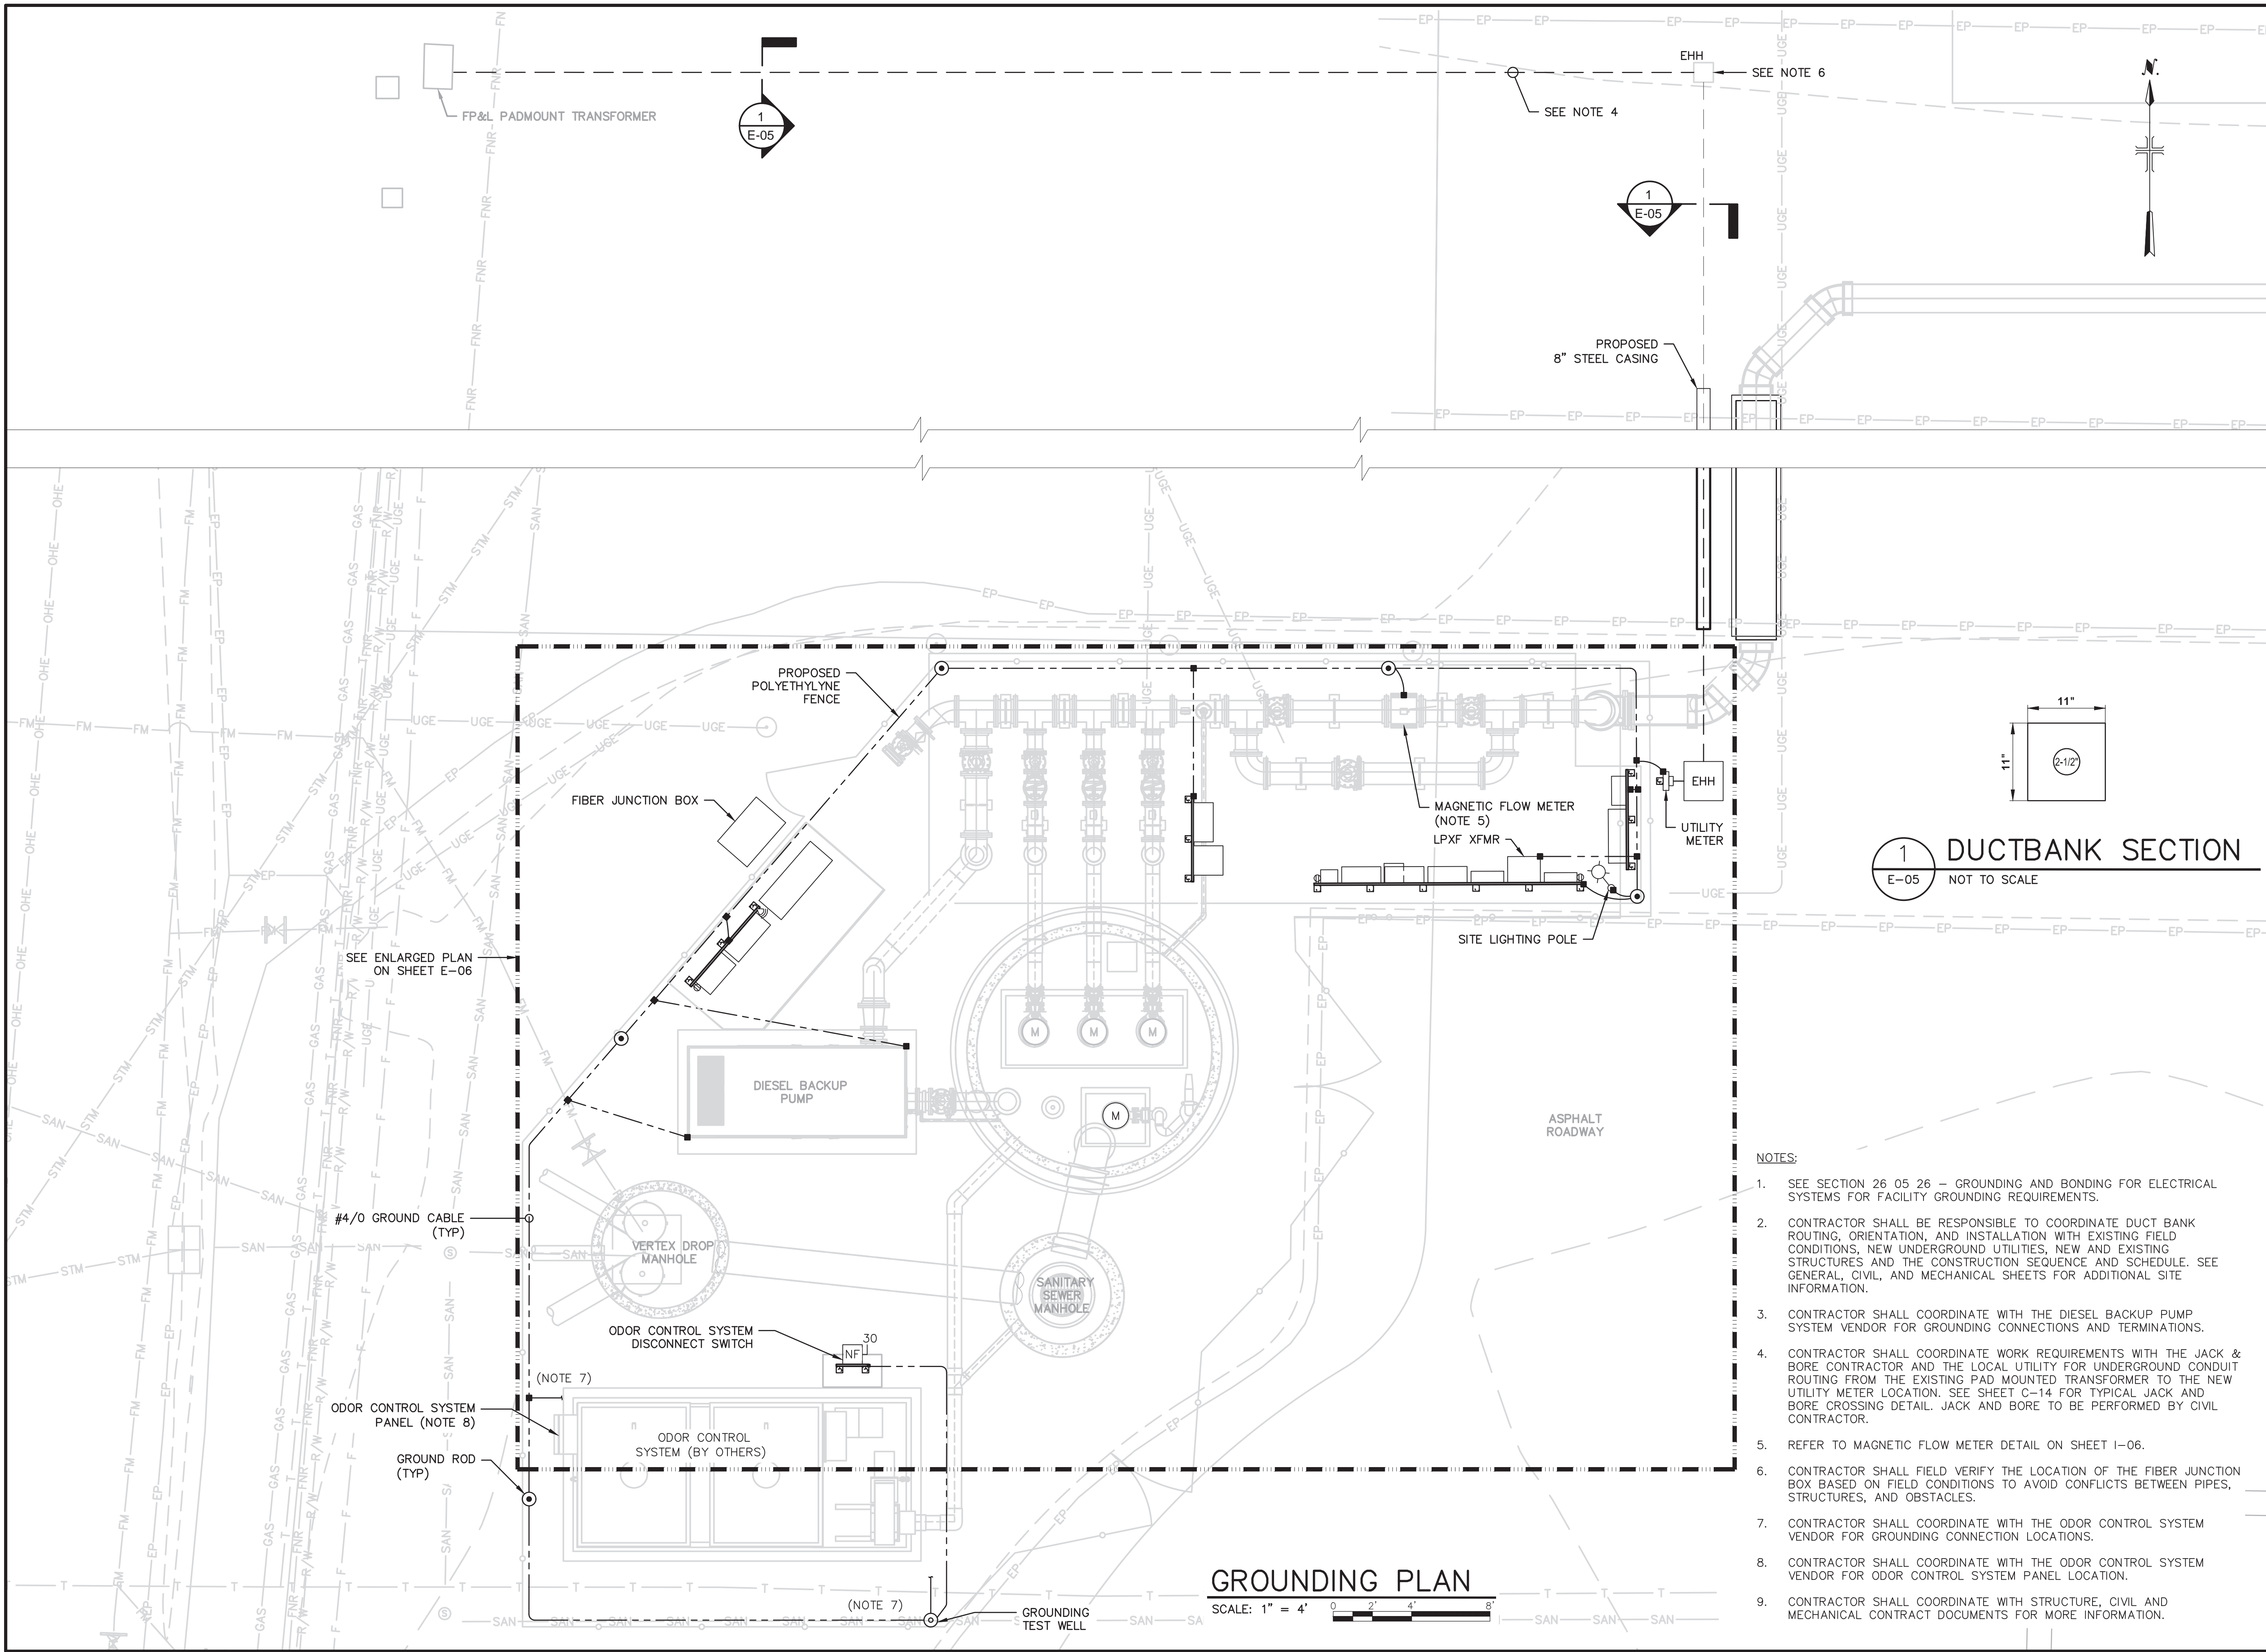 EHH
SEE NOTE 6
N.
FP&L PADMOUNT TRANSFORMER
1
E-05
SEE NOTE 4
1
E-05
PROPOSED
8" STEEL CASING
PROPOSED
POLYETHYLYNE
FENCE
FIBER JUNCTION BOX
MAGNETIC FLOW METER
(NOTE 5)
LPXF XFMR
EHH
UTILITY
METER
SITE LIGHTING POLE
SEE ENLARGED PLAN
ON SHEET E-06
M
M
M
M
DIESEL BACKUP
PUMP
ASPHALT
ROADWAY
#4/0 GROUND CABLE
(TYP)
VERTEX DROP
MANHOLE
SANITARY
SEWER
MANHOLE
ODOR CONTROL SYSTEM
DISCONNECT SWITCH
30
NF
(NOTE 7)
ODOR CONTROL SYSTEM
PANEL (NOTE 8)
ODOR CONTROL
SYSTEM (BY OTHERS)
GROUND ROD
(TYP)
(NOTE 7)
GROUNDING
TEST WELL
GROUNDING PLAN
SCALE: 1" = 4'
0 2' 4' 8'
11"
11"
2-1/2"
1
E-05
DUCTBANK SECTION
NOT TO SCALE
NOTES:
1. SEE SECTION 26 05 26 – GROUNDING AND BONDING FOR ELECTRICAL
SYSTEMS FOR FACILITY GROUNDING REQUIREMENTS.
2. CONTRACTOR SHALL BE RESPONSIBLE TO COORDINATE DUCT BANK
ROUTING, ORIENTATION, AND INSTALLATION WITH EXISTING FIELD
CONDITIONS, NEW UNDERGROUND UTILITIES, NEW AND EXISTING
STRUCTURES AND THE CONSTRUCTION SEQUENCE AND SCHEDULE. SEE
GENERAL, CIVIL, AND MECHANICAL SHEETS FOR ADDITIONAL SITE
INFORMATION.
3. CONTRACTOR SHALL COORDINATE WITH THE DIESEL BACKUP PUMP
SYSTEM VENDOR FOR GROUNDING CONNECTIONS AND TERMINATIONS.
4. CONTRACTOR SHALL COORDINATE WORK REQUIREMENTS WITH THE JACK &
BORE CONTRACTOR AND THE LOCAL UTILITY FOR UNDERGROUND CONDUIT
ROUTING FROM THE EXISTING PAD MOUNTED TRANSFORMER TO THE NEW
UTILITY METER LOCATION. SEE SHEET C-14 FOR TYPICAL JACK AND
BORE CROSSING DETAIL. JACK AND BORE TO BE PERFORMED BY CIVIL
CONTRACTOR.
5. REFER TO MAGNETIC FLOW METER DETAIL ON SHEET I-06.
6. CONTRACTOR SHALL FIELD VERIFY THE LOCATION OF THE FIBER JUNCTION
BOX BASED ON FIELD CONDITIONS TO AVOID CONFLICTS BETWEEN PIPES,
STRUCTURES, AND OBSTACLES.
7. CONTRACTOR SHALL COORDINATE WITH THE ODOR CONTROL SYSTEM
VENDOR FOR GROUNDING CONNECTION LOCATIONS.
8. CONTRACTOR SHALL COORDINATE WITH THE ODOR CONTROL SYSTEM
VENDOR FOR ODOR CONTROL SYSTEM PANEL LOCATION.
9. CONTRACTOR SHALL COORDINATE WITH STRUCTURE, CIVIL AND
MECHANICAL CONTRACT DOCUMENTS FOR MORE INFORMATION.